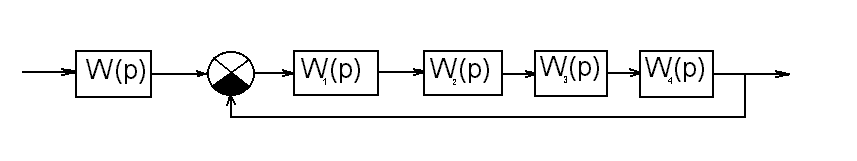 W(p) W₁(p) W₂(p) W₃(p) W₄(p)